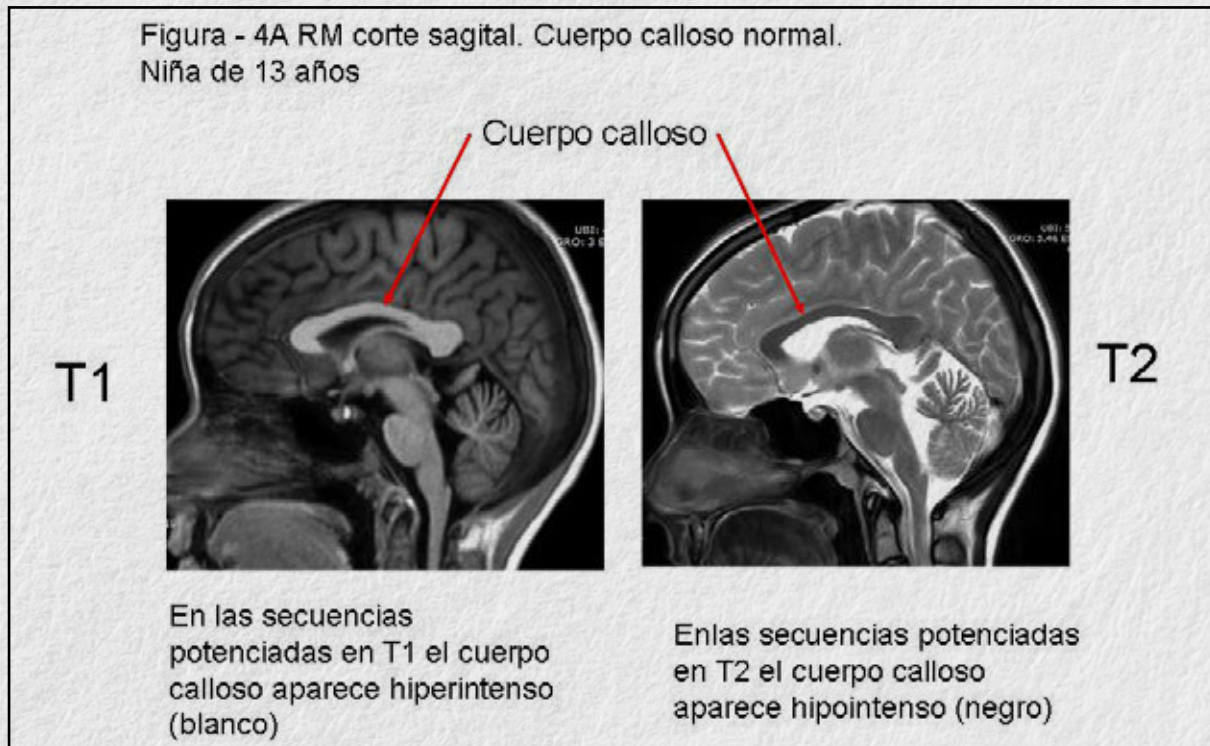 Figura - 4A RM corte sagital. Cuerpo calloso normal.
Niña de 13 años
Cuerpo calloso
T1
T2
En las secuencias
potenciadas en T1 el cuerpo
calloso aparece hiperintenso
(blanco)
Enlas secuencias potenciadas
en T2 el cuerpo calloso
aparece hipointenso (negro)